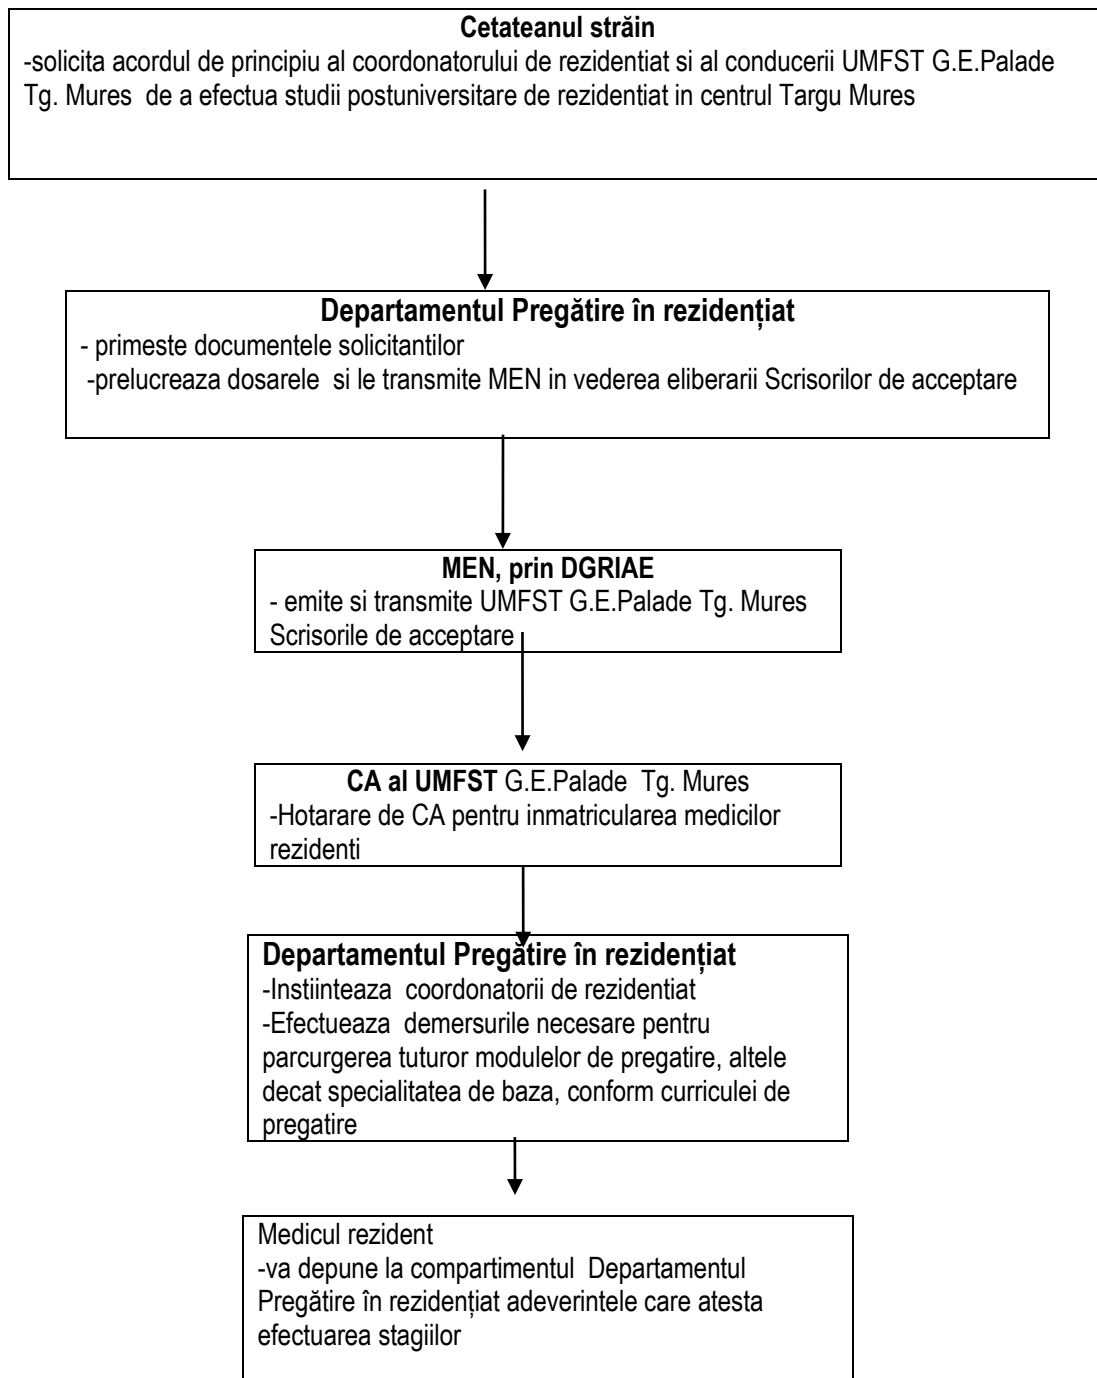 Cetateanul străin
-solicita acordul de principiu al coordonatorului de rezidentiat si al conducerii UMFST G.E.Palade
Tg. Mures de a efectua studii postuniversitare de rezidentiat in centrul Targu Mures
Departamentul Pregătire în rezidențiat
- primeste documentele solicitantilor
-prelucreaza dosarele si le transmite MEN in vederea eliberarii Scrisorilor de acceptare
MEN, prin DGRIAE
- emite si transmite UMFST G.E.Palade Tg. Mures
Scrisorile de acceptare
CA al UMFST G.E.Palade Tg. Mures
-Hotarare de CA pentru inmatricularea medicilor
rezidenti
Departamentul Pregătire în rezidențiat
-Instiinteaza coordonatorii de rezidentiat
-Efectueaza demersurile necesare pentru
parcurgerea tuturor modulelor de pregatire, altele
decat specialitatea de baza, conform curriculei de
pregatire
Medicul rezident
-va depune la compartimentul Departamentul
Pregătire în rezidențiat adeverintele care atesta
efectuarea stagiilor